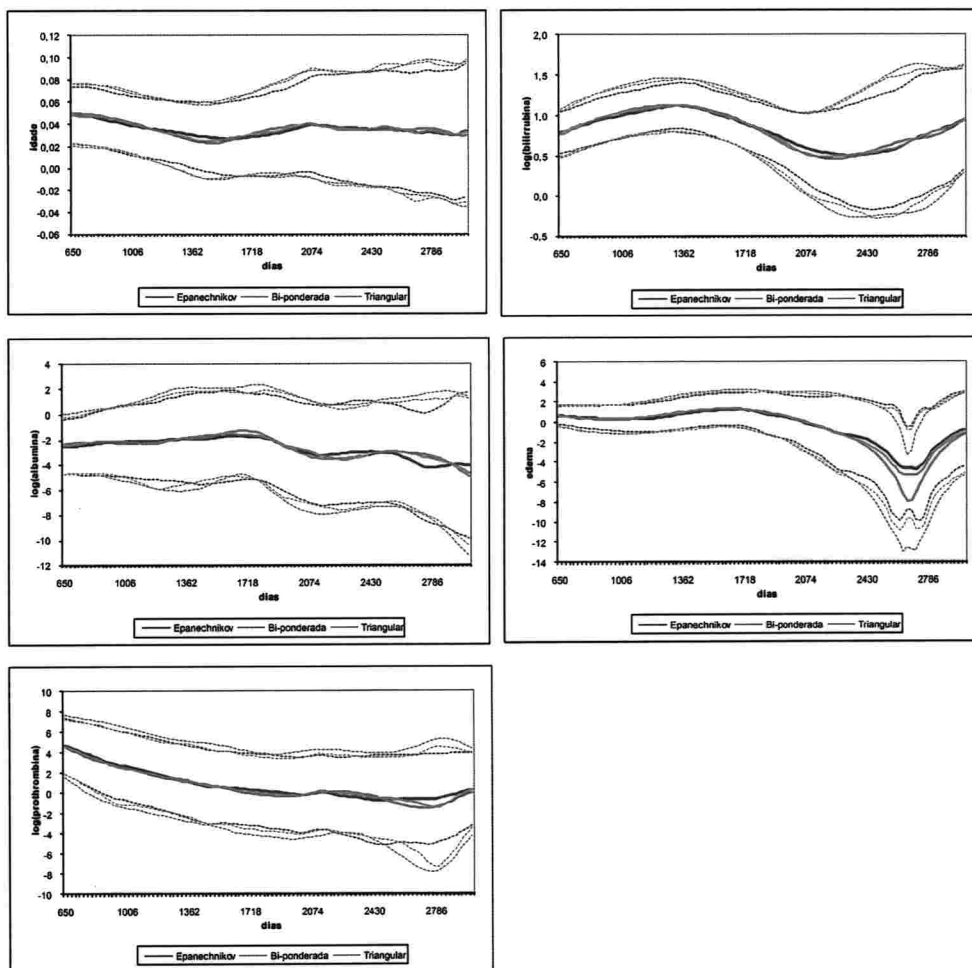 0,12
0,10
0,08
0,06
0,04
0,02
0,00
-0,02
-0,04
-0,06
idade
650 1006 1362 1718 2074 2430 2786
dias
Epanechnikov Bi-ponderada Triangular
2,0
1,5
1,0
0,5
0,0
-0,5
log(bilirrubina)
650 1006 1362 1718 2074 2430 2786
dias
Epanechnikov Bi-ponderada Triangular
4
2
0
-2
-4
-6
-8
-10
-12
log(albumina)
650 1006 1362 1718 2074 2430 2786
dias
Epanechnikov Bi-ponderada Triangular
6
4
2
0
-2
-4
-6
-8
-10
-12
-14
edema
650 1006 1362 1718 2074 2430 2786
dias
Epanechnikov Bi-ponderada Triangular
10
8
6
4
2
0
-2
-4
-6
-8
-10
log(prothrombina)
650 1006 1362 1718 2074 2430 2786
dias
Epanechnikov Bi-ponderada Triangular